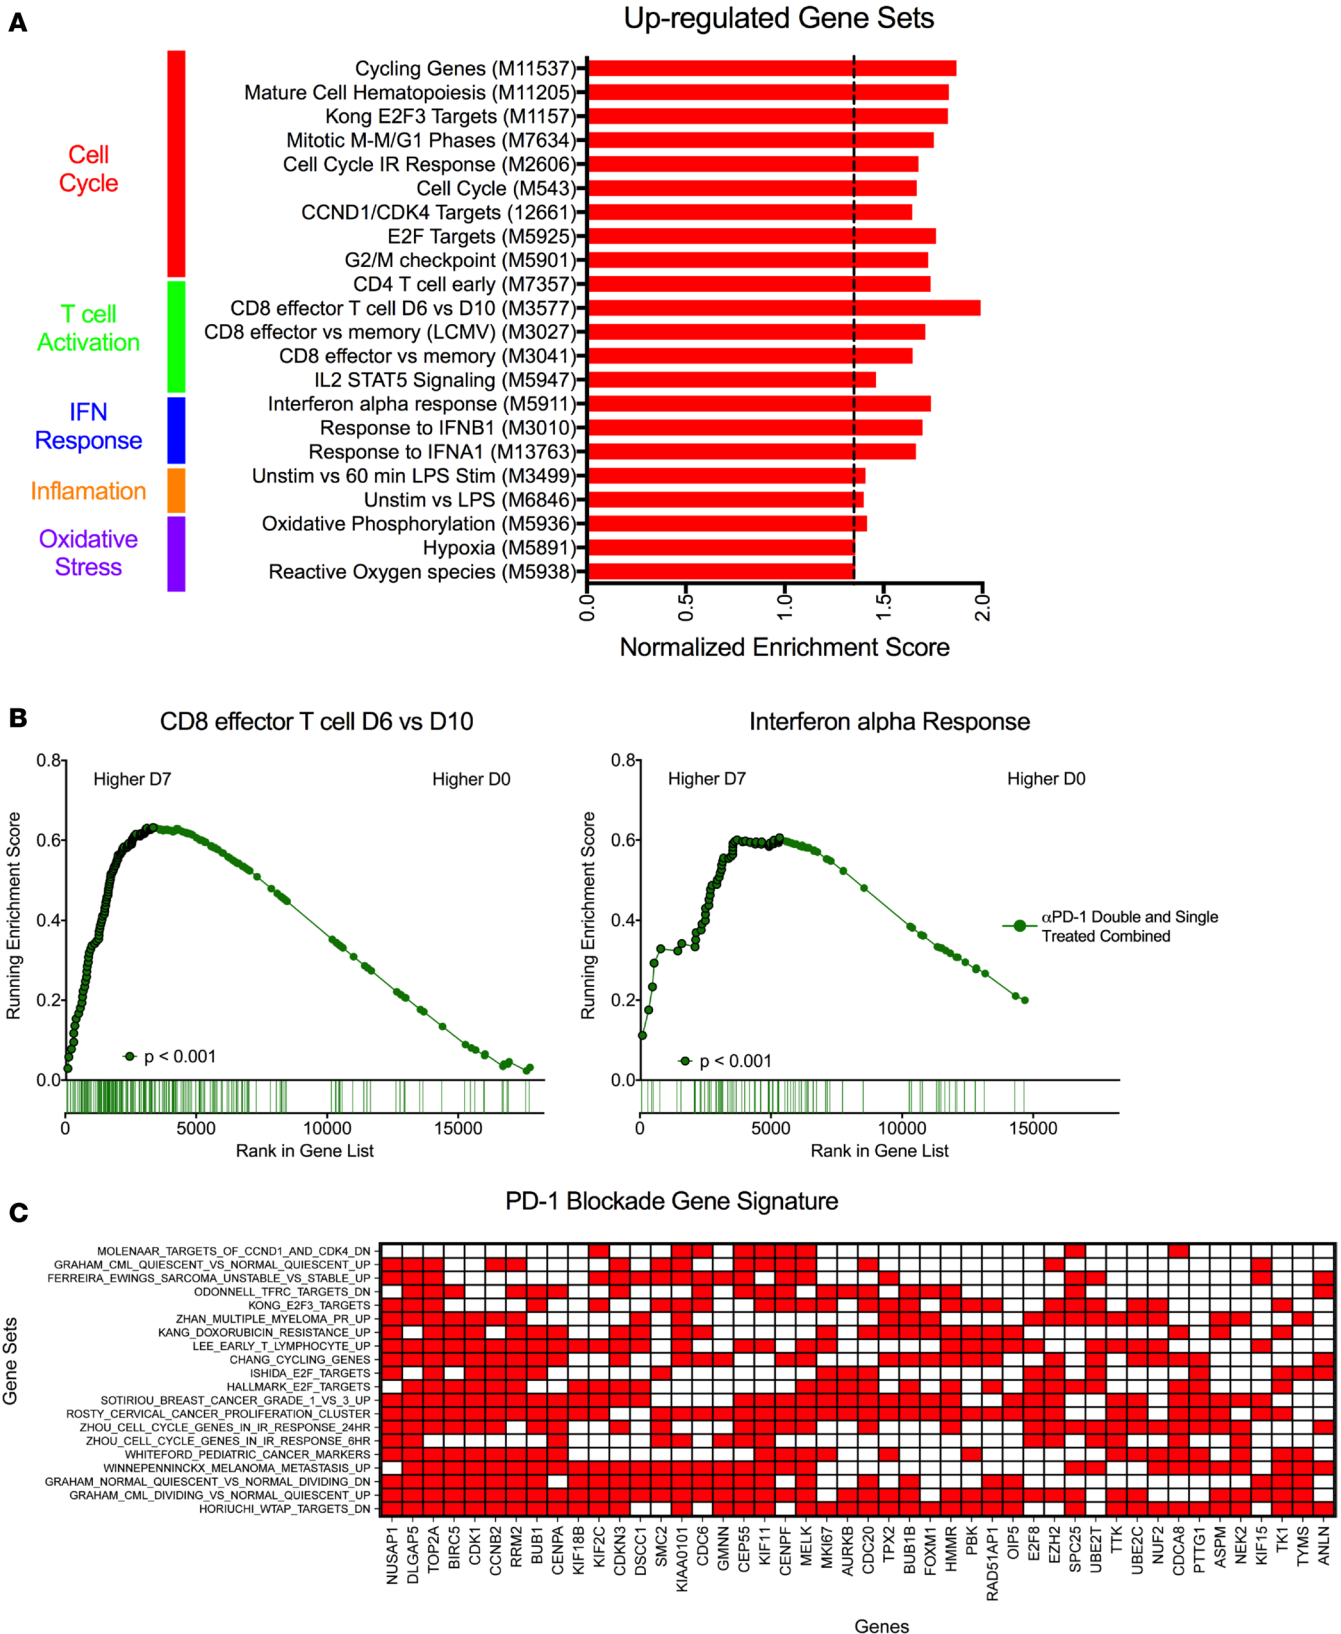 A
Up-regulated Gene Sets
Cell
Cycle
T cell
Activation
IFN
Response
Inflamation
Oxidative
Stress
Cycling Genes (M11537)
Mature Cell Hematopoiesis (M11205)
Kong E2F3 Targets (M1157)
Mitotic M-M/G1 Phases (M7634)
Cell Cycle IR Response (M2606)
Cell Cycle (M543)
CCND1/CDK4 Targets (12661)
E2F Targets (M5925)
G2/M checkpoint (M5901)
CD4 T cell early (M7357)
CD8 effector T cell D6 vs D10 (M3577)
CD8 effector vs memory (LCMV) (M3027)
CD8 effector vs memory (M3041)
IL2 STAT5 Signaling (M5947)
Interferon alpha response (M5911)
Response to IFNB1 (M3010)
Response to IFNA1 (M13763)
Unstim vs 60 min LPS Stim (M3499)
Unstim vs LPS (M6846)
Oxidative Phosphorylation (M5936)
Hypoxia (M5891)
Reactive Oxygen species (M5938)
0.0 0.5 1.0 1.5 2.0
Normalized Enrichment Score
B
CD8 effector T cell D6 vs D10
Higher D7 Higher D0
Running Enrichment Score
0.8
0.6
0.4
0.2
0.0
p < 0.001
0 5000 10000 15000
Rank in Gene List
Interferon alpha Response
Higher D7 Higher D0
Running Enrichment Score
0.8
0.6
0.4
0.2
0.0
p < 0.001
0 5000 10000 15000
Rank in Gene List
αPD-1 Double and Single
Treated Combined
C
PD-1 Blockade Gene Signature
Gene Sets
MOLENAAR_TARGETS_OF_CCND1_AND_CDK4_DN
GRAHAM_CML_QUIESCENT_VS_NORMAL_QUIESCENT_UP
FERREIRA_EWINGS_SARCOMA_UNSTABLE_VS_STABLE_UP
ODONNELL_TFRC_TARGETS_DN
KONG_E2F3_TARGETS
ZHAN_MULTIPLE_MYELOMA_PR_UP
KANG_DOXORUBICIN_RESISTANCE_UP
LEE_EARLY_T_LYMPHOCYTE_UP
CHANG_CYCLING_GENES
ISHIDA_E2F_TARGETS
HALLMARK_E2F_TARGETS
SOTIRIOU_BREAST_CANCER_GRADE_1_VS_3_UP
ROSTY_CERVICAL_CANCER_PROLIFERATION_CLUSTER
ZHOU_CELL_CYCLE_GENES_IN_IR_RESPONSE_24HR
ZHOU_CELL_CYCLE_GENES_IN_IR_RESPONSE_6HR
WHITEFORD_PEDIATRIC_CANCER_MARKERS
WINNEPENNINCKX_MELANOMA_METASTASIS_UP
GRAHAM_NORMAL_QUIESCENT_VS_NORMAL_DIVIDING_DN
GRAHAM_CML_DIVIDING_VS_NORMAL_QUIESCENT_UP
HORIUCHI_WTAP_TARGETS_DN
NUSAP1
DLGAP5
TOP2A
BIRC5
CDK1
CCNB2
RRM2
BUB1
CENPA
KIF18B
KIF2C
CDKN3
DSCC1
SMC2
KIAA0101
CDC6
GMNN
CEP55
KIF11
CENPF
MELK
MKI67
AURKB
CDC20
TPX2
BUB1B
FOXM1
HMMR
PBK
RAD51AP1
OIP5
E2F8
EZH2
SPC25
UBE2T
TTK
UBE2C
NUF2
CDCA8
PTTG1
ASPM
NEK2
KIF15
TK1
TYMS
ANLN
Genes